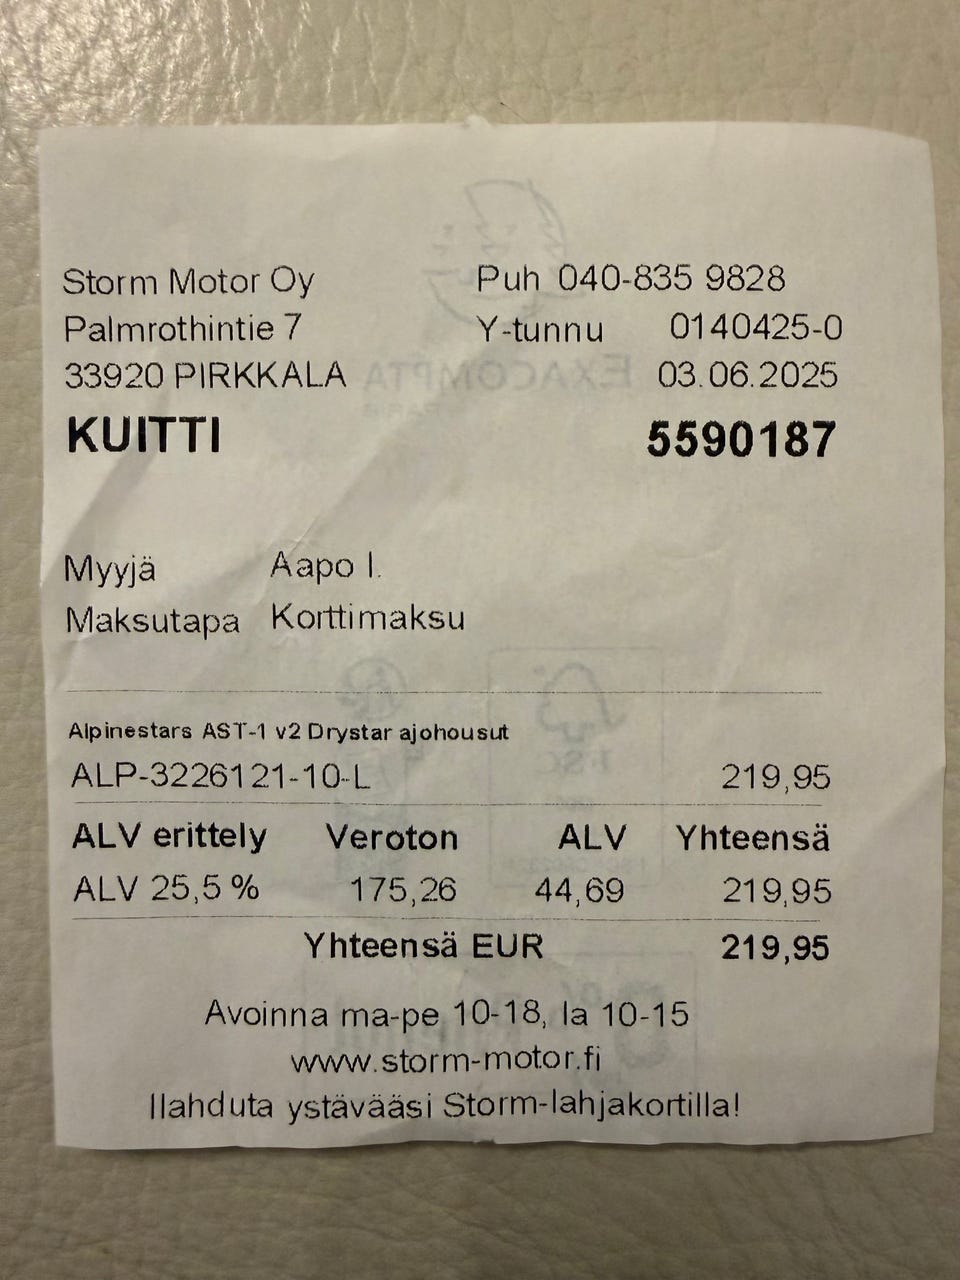 Storm Motor Oy Puh 040-835 9828
Palmrothintie 7 Y-tunnu 0140425-0
33920 PIRKKALA 03.06.2025
KUITTI 5590187
Myyjä Aapo I.
Maksutapa Korttimaksu
Alpinestars AST-1 v2 Drystar ajohousut
ALP-3226121-10-L 219,95
ALV erittely Veroton ALV Yhteensä
ALV 25,5 % 175,26 44,69 219,95
Yhteensä EUR 219,95
Avoinna ma-pe 10-18, la 10-15
www.storm-motor.fi
Ilahduta ystävääsi Storm-lahjakortilla!
EXACOMPTA
PARIS
FSC